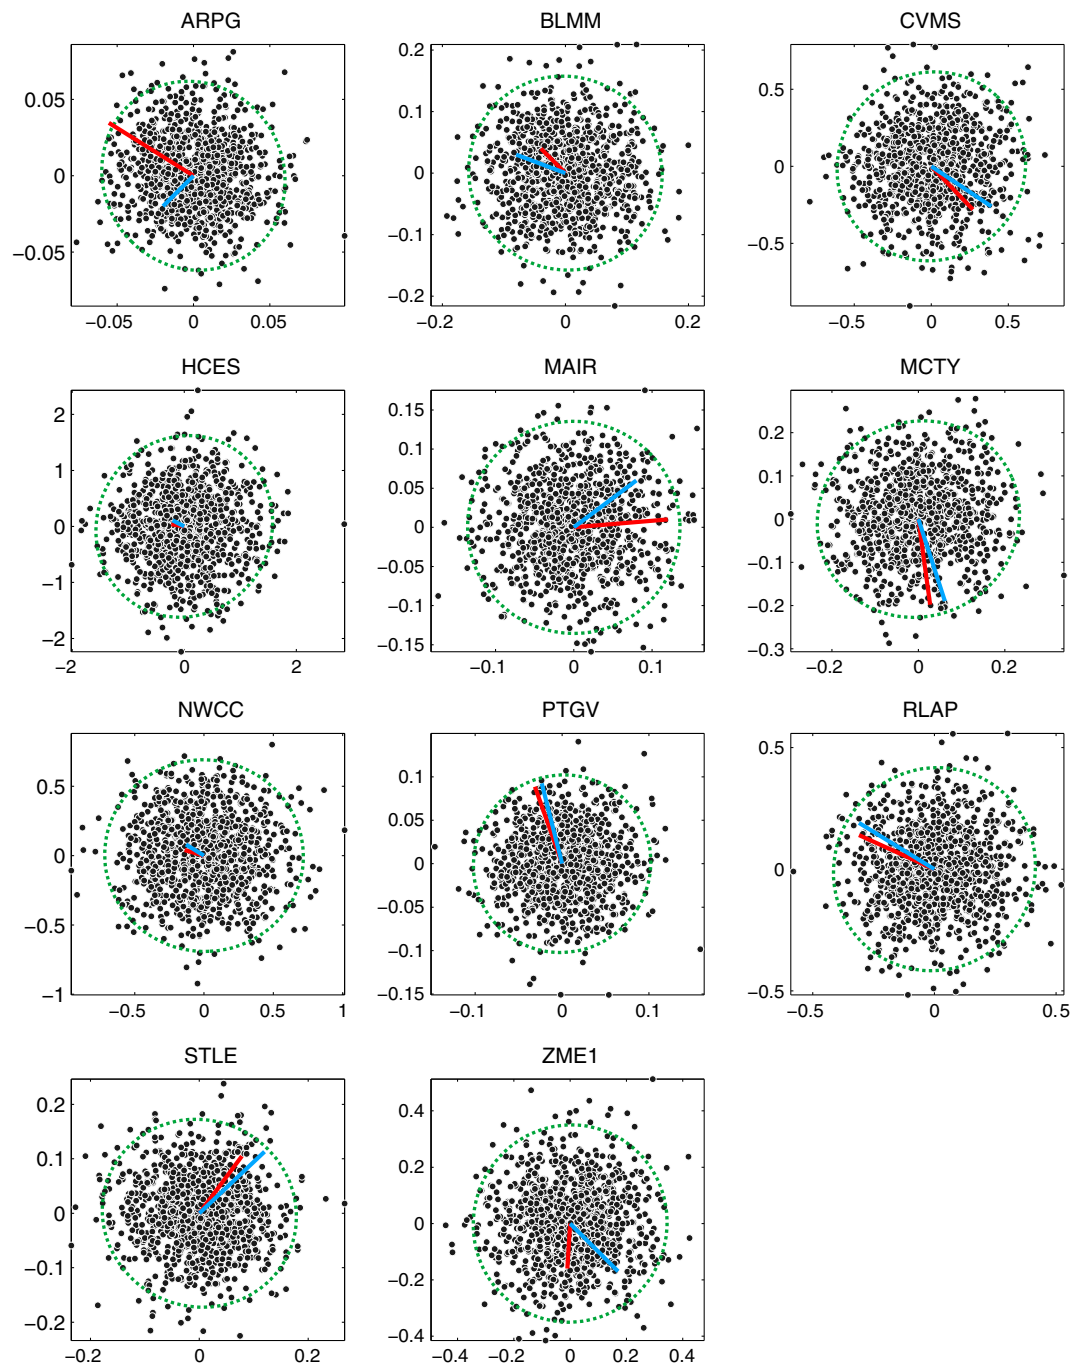 ARPG BLMM CVMS
0.05 0 −0.05
−0.05 0 0.05
0.2 0.1 0 −0.1 −0.2
−0.2 0 0.2
0.5 0 −0.5
−0.5 0 0.5
HCES MAIR MCTY
2 1 0 −1 −2
−2 0 2
0.15 0.1 0.05 0 −0.05 −0.1 −0.15
−0.1 0 0.1
0.2 0.1 0 −0.1 −0.2 −0.3
−0.2 0 0.2
NWCC PTGV RLAP
0.5 0 −0.5 −1
−0.5 0 0.5 1
0.1 0.05 0 −0.05 −0.1 −0.15
−0.1 0 0.1
0.5 0 −0.5
−0.5 0 0.5
STLE ZME1
0.2 0.1 0 −0.1 −0.2
−0.2 0 0.2
0.4 0.2 0 −0.2 −0.4
−0.4 −0.2 0 0.2 0.4